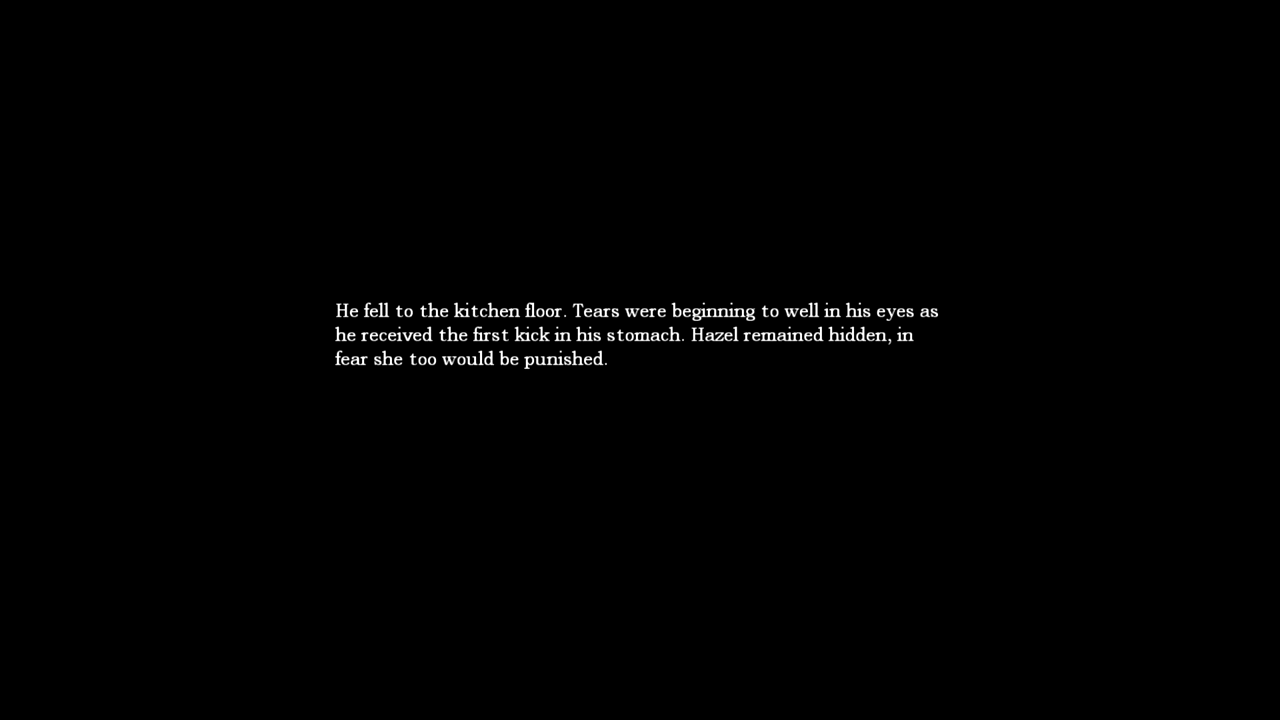 He fell to the kitchen floor. Tears were beginning to well in his eyes as
he received the first kick in his stomach. Hazel remained hidden, in
fear she too would be punished.